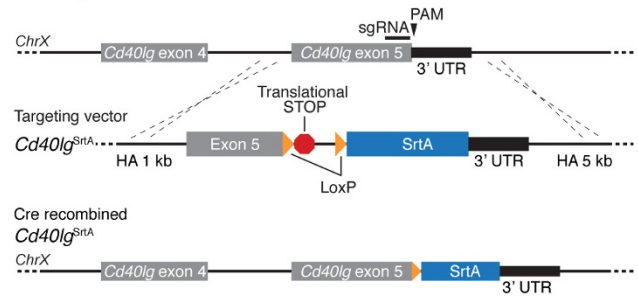 PAM
sgRNA
ChrX
Cd40lg exon 4
Cd40lg exon 5
3' UTR
Translational
STOP
Targeting vector
Cd40lgSrtA
Exon 5
SrtA
HA 1 kb
3' UTR
HA 5 kb
LoxP
Cre recombined
Cd40lgSrtA
ChrX
Cd40lg exon 4
Cd40lg exon 5
SrtA
3' UTR